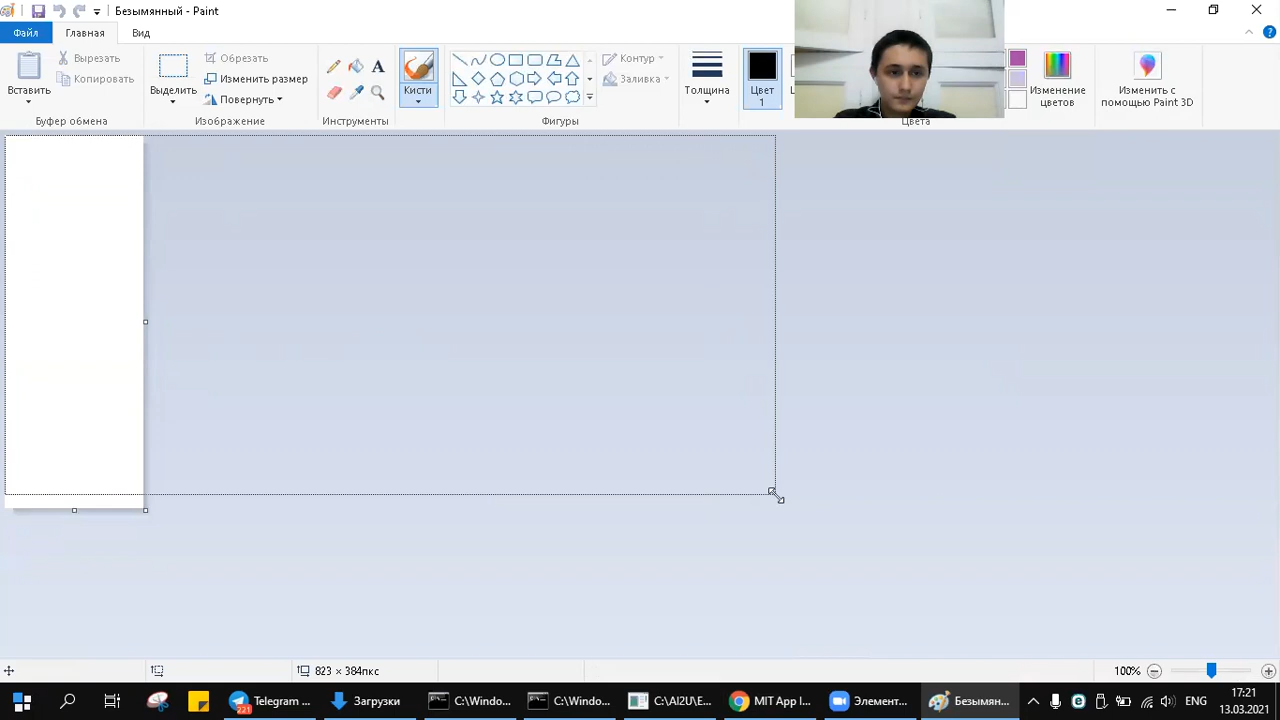 Безымянный - Paint
Файл
Главная
Вид
Вставить
Вырезать
Копировать
Буфер обмена
Выделить
Обрезать
Изменить размер
Повернуть
Изображение
A
Инструменты
Кисти
Контур
Заливка
Фигуры
Толщина
Цвет
1
Изменение
цветов
Цвета
Изменить с
помощью Paint 3D
823 × 384пкс
100%
221
Telegram ...
Загрузки
C:\Windo...
C:\Windo...
C:\AI2U\E...
MIT App I...
Элемент...
Безымян...
ENG
17:21
13.03.2021